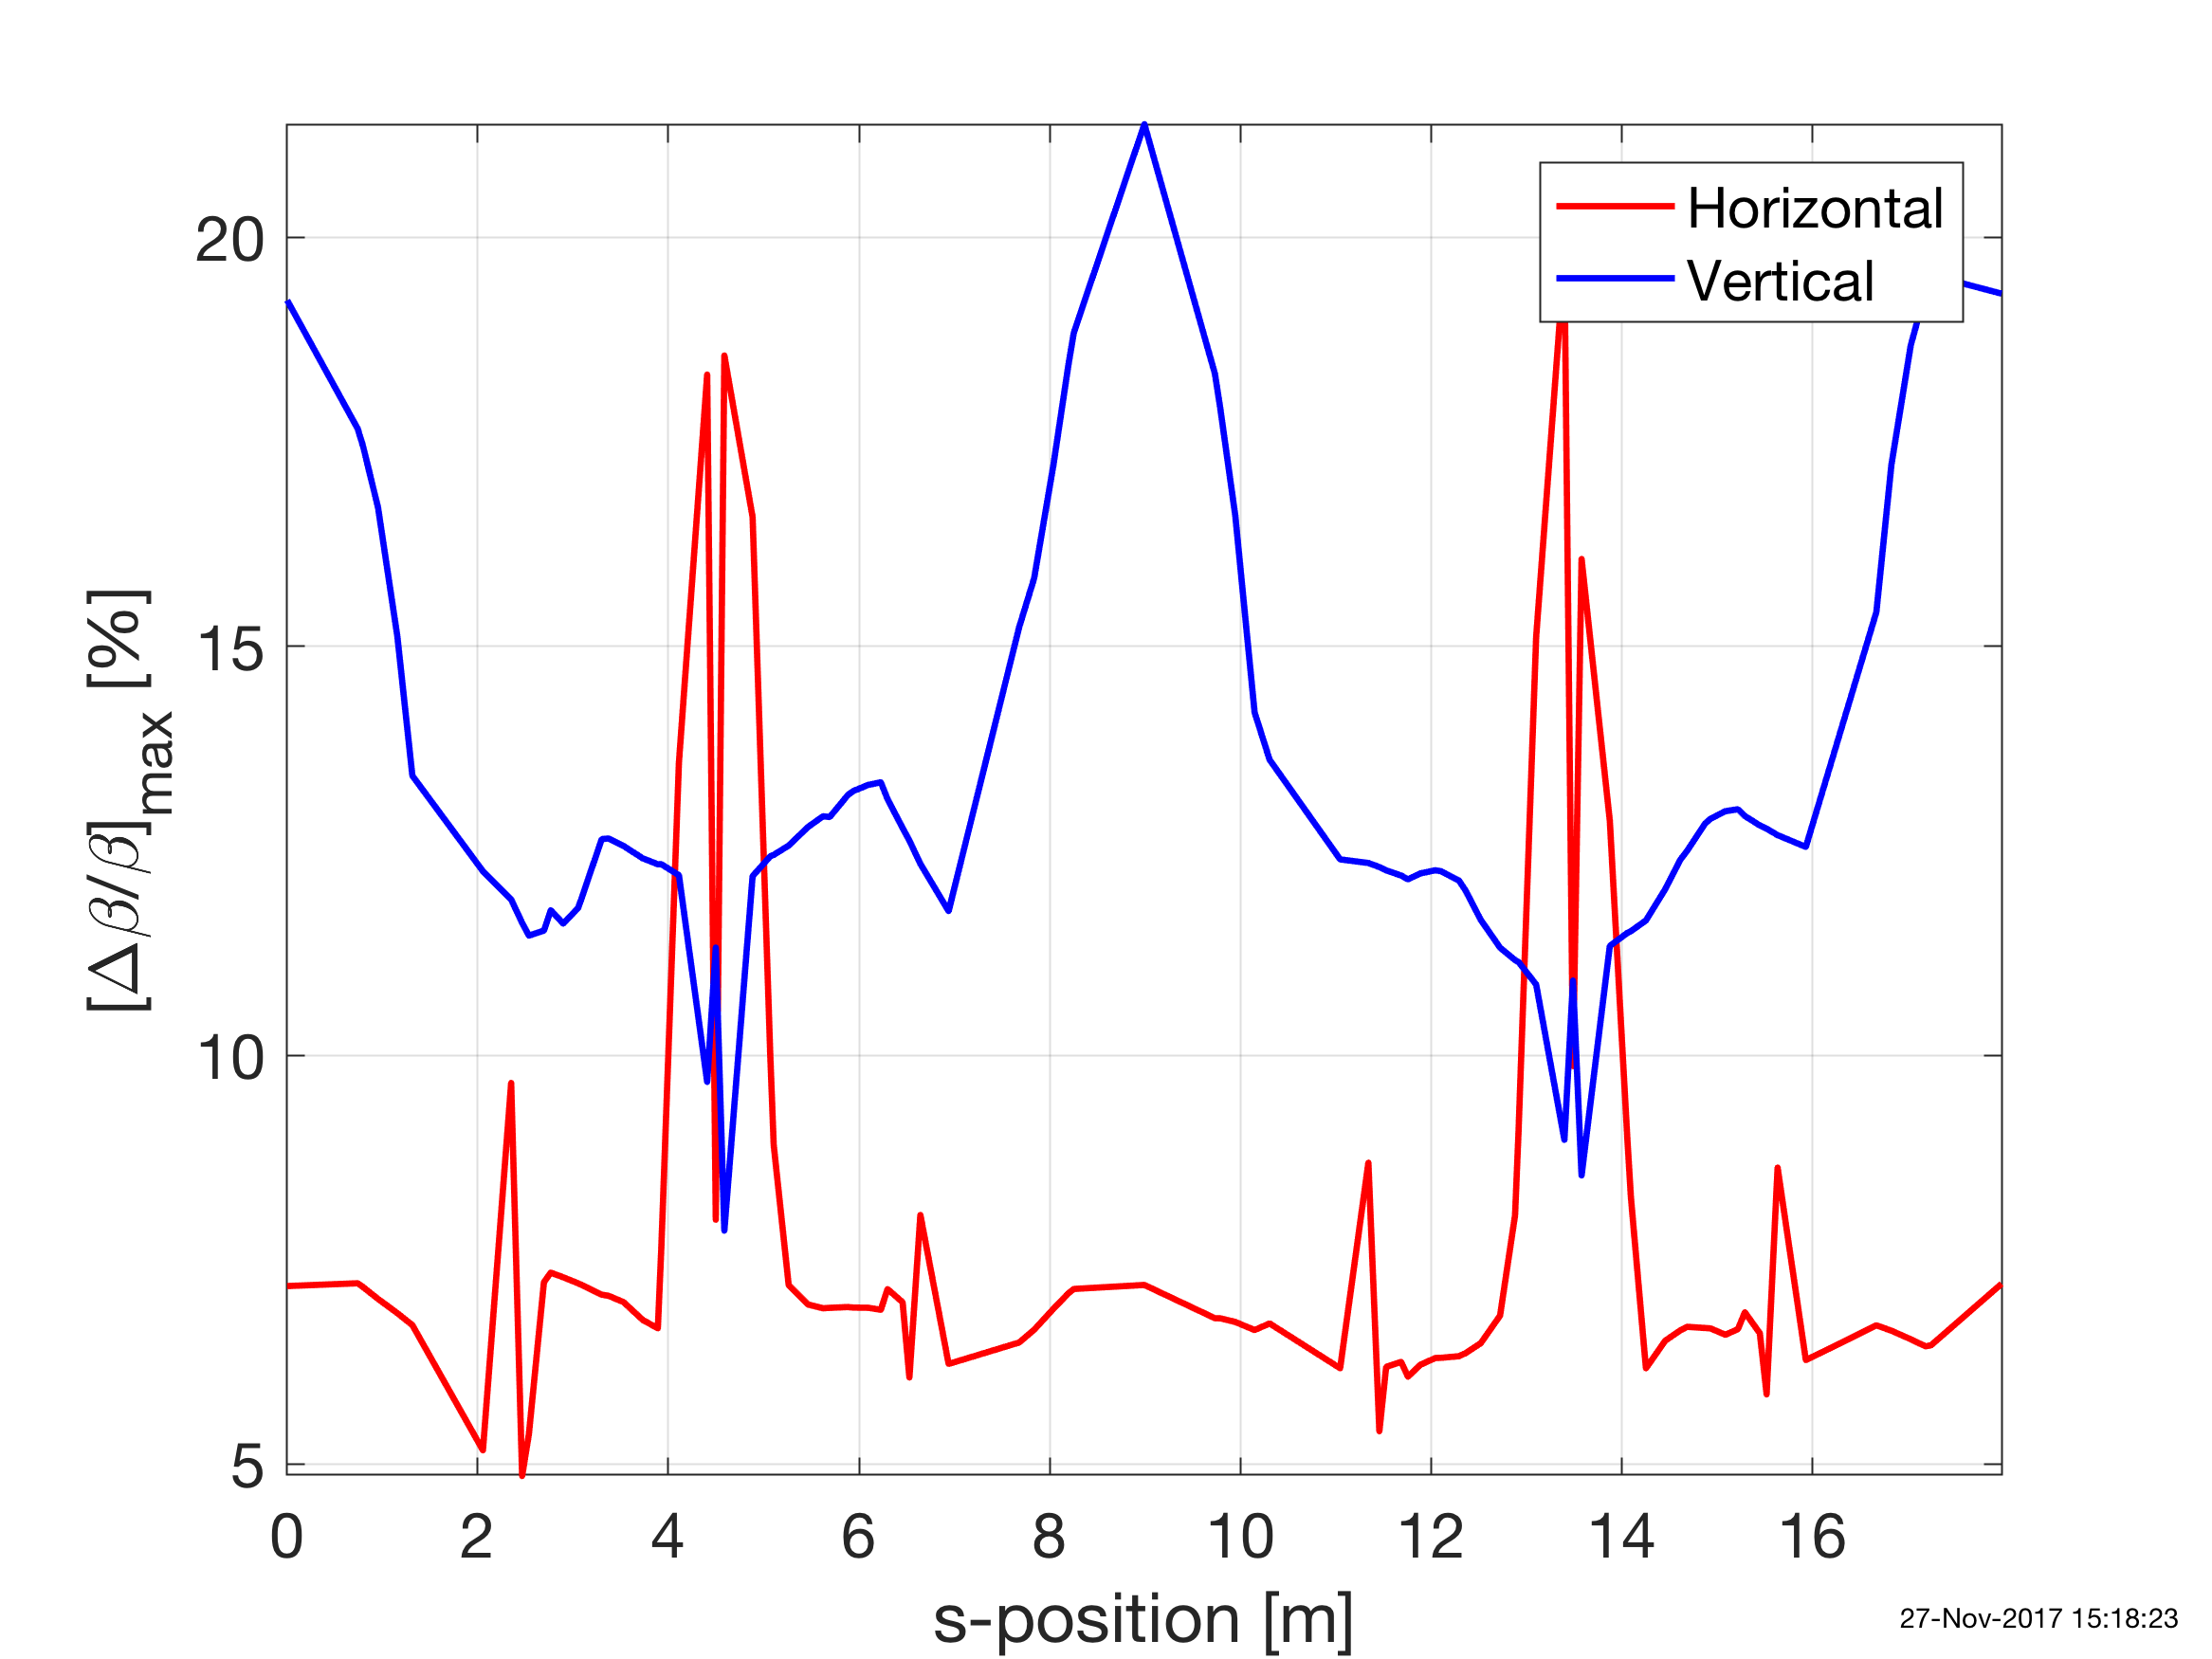 Horizontal
Vertical
20
15
10
5
[Δβ/β]max [%]
0 2 4 6 8 10 12 14 16
s-position [m]
27-Nov-2017 15:18:23